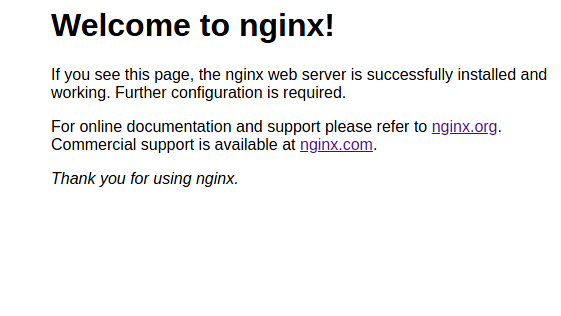 Welcome to nginx!
If you see this page, the nginx web server is successfully installed and
working. Further configuration is required.
For online documentation and support please refer to nginx.org.
Commercial support is available at nginx.com.
Thank you for using nginx.